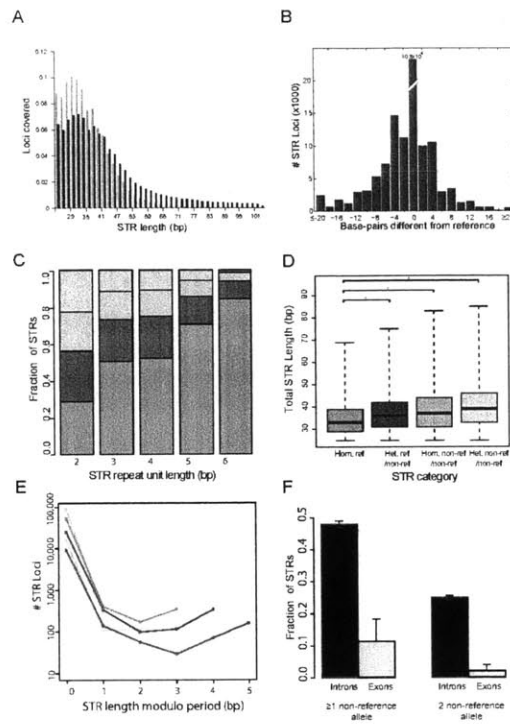 A
0.12
0.10
0.08
0.06
0.04
0.02
0
Loci covered
29 35 41 47 53 59 65 71 77 83 89 95 101
STR length (bp)
B
20
15
10
5
0
# STR Loci (x1000)
-16 -12 -8 -4 0 4 8 12 16
Base-pairs different from reference
C
1.0
0.8
0.6
0.4
0.2
0.0
Fraction of STRs
2 3 4 5 6
STR repeat unit length (bp)
D
90
80
70
60
50
40
30
Total STR Length (bp)
Hom. ref
Het. ref /non-ref
Hom. non-ref /non-ref
Het. non-ref /non-ref
STR category
E
10,000
1,000
100
10
# STR Loci
0 1 2 3 4 5
STR length modulo period (bp)
F
0.5
0.4
0.3
0.2
0.1
0.0
Fraction of STRs
Introns Exons Introns Exons
≥1 non-reference allele
2 non-reference allele